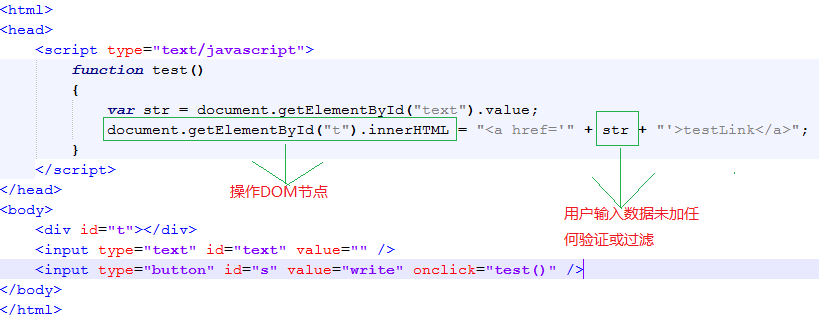 <html>
<head>
<script type="text/javascript">
function test()
{
var str = document.getElementById("text").value;
document.getElementById("t").innerHTML = "<a href='" + str + "'>testLink</a>";
}
</script>
操作DOM节点
</head>
<body>
用户输入数据未加任
<div id="t"></div>
何验证或过滤
<input type="text" id="text" value="" />
<input type="button" id="s" value="write" onclick="test()" />
</body>
</html>